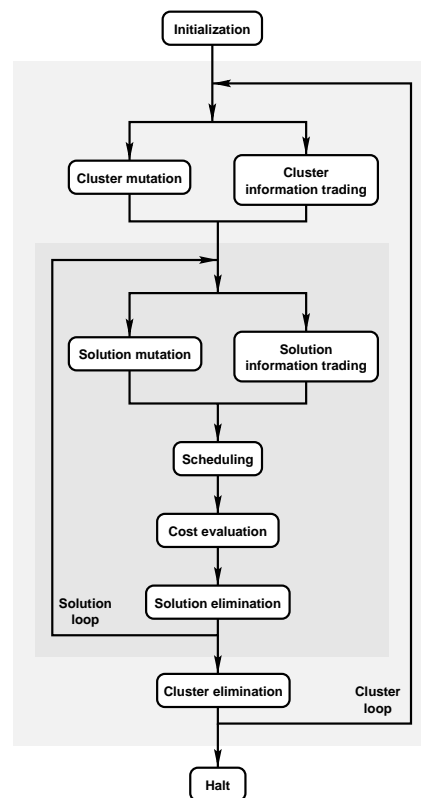 Initialization
Cluster mutation
Cluster
information trading
Solution mutation
Solution
information trading
Scheduling
Cost evaluation
Solution elimination
Solution
loop
Cluster elimination
Cluster
loop
Halt